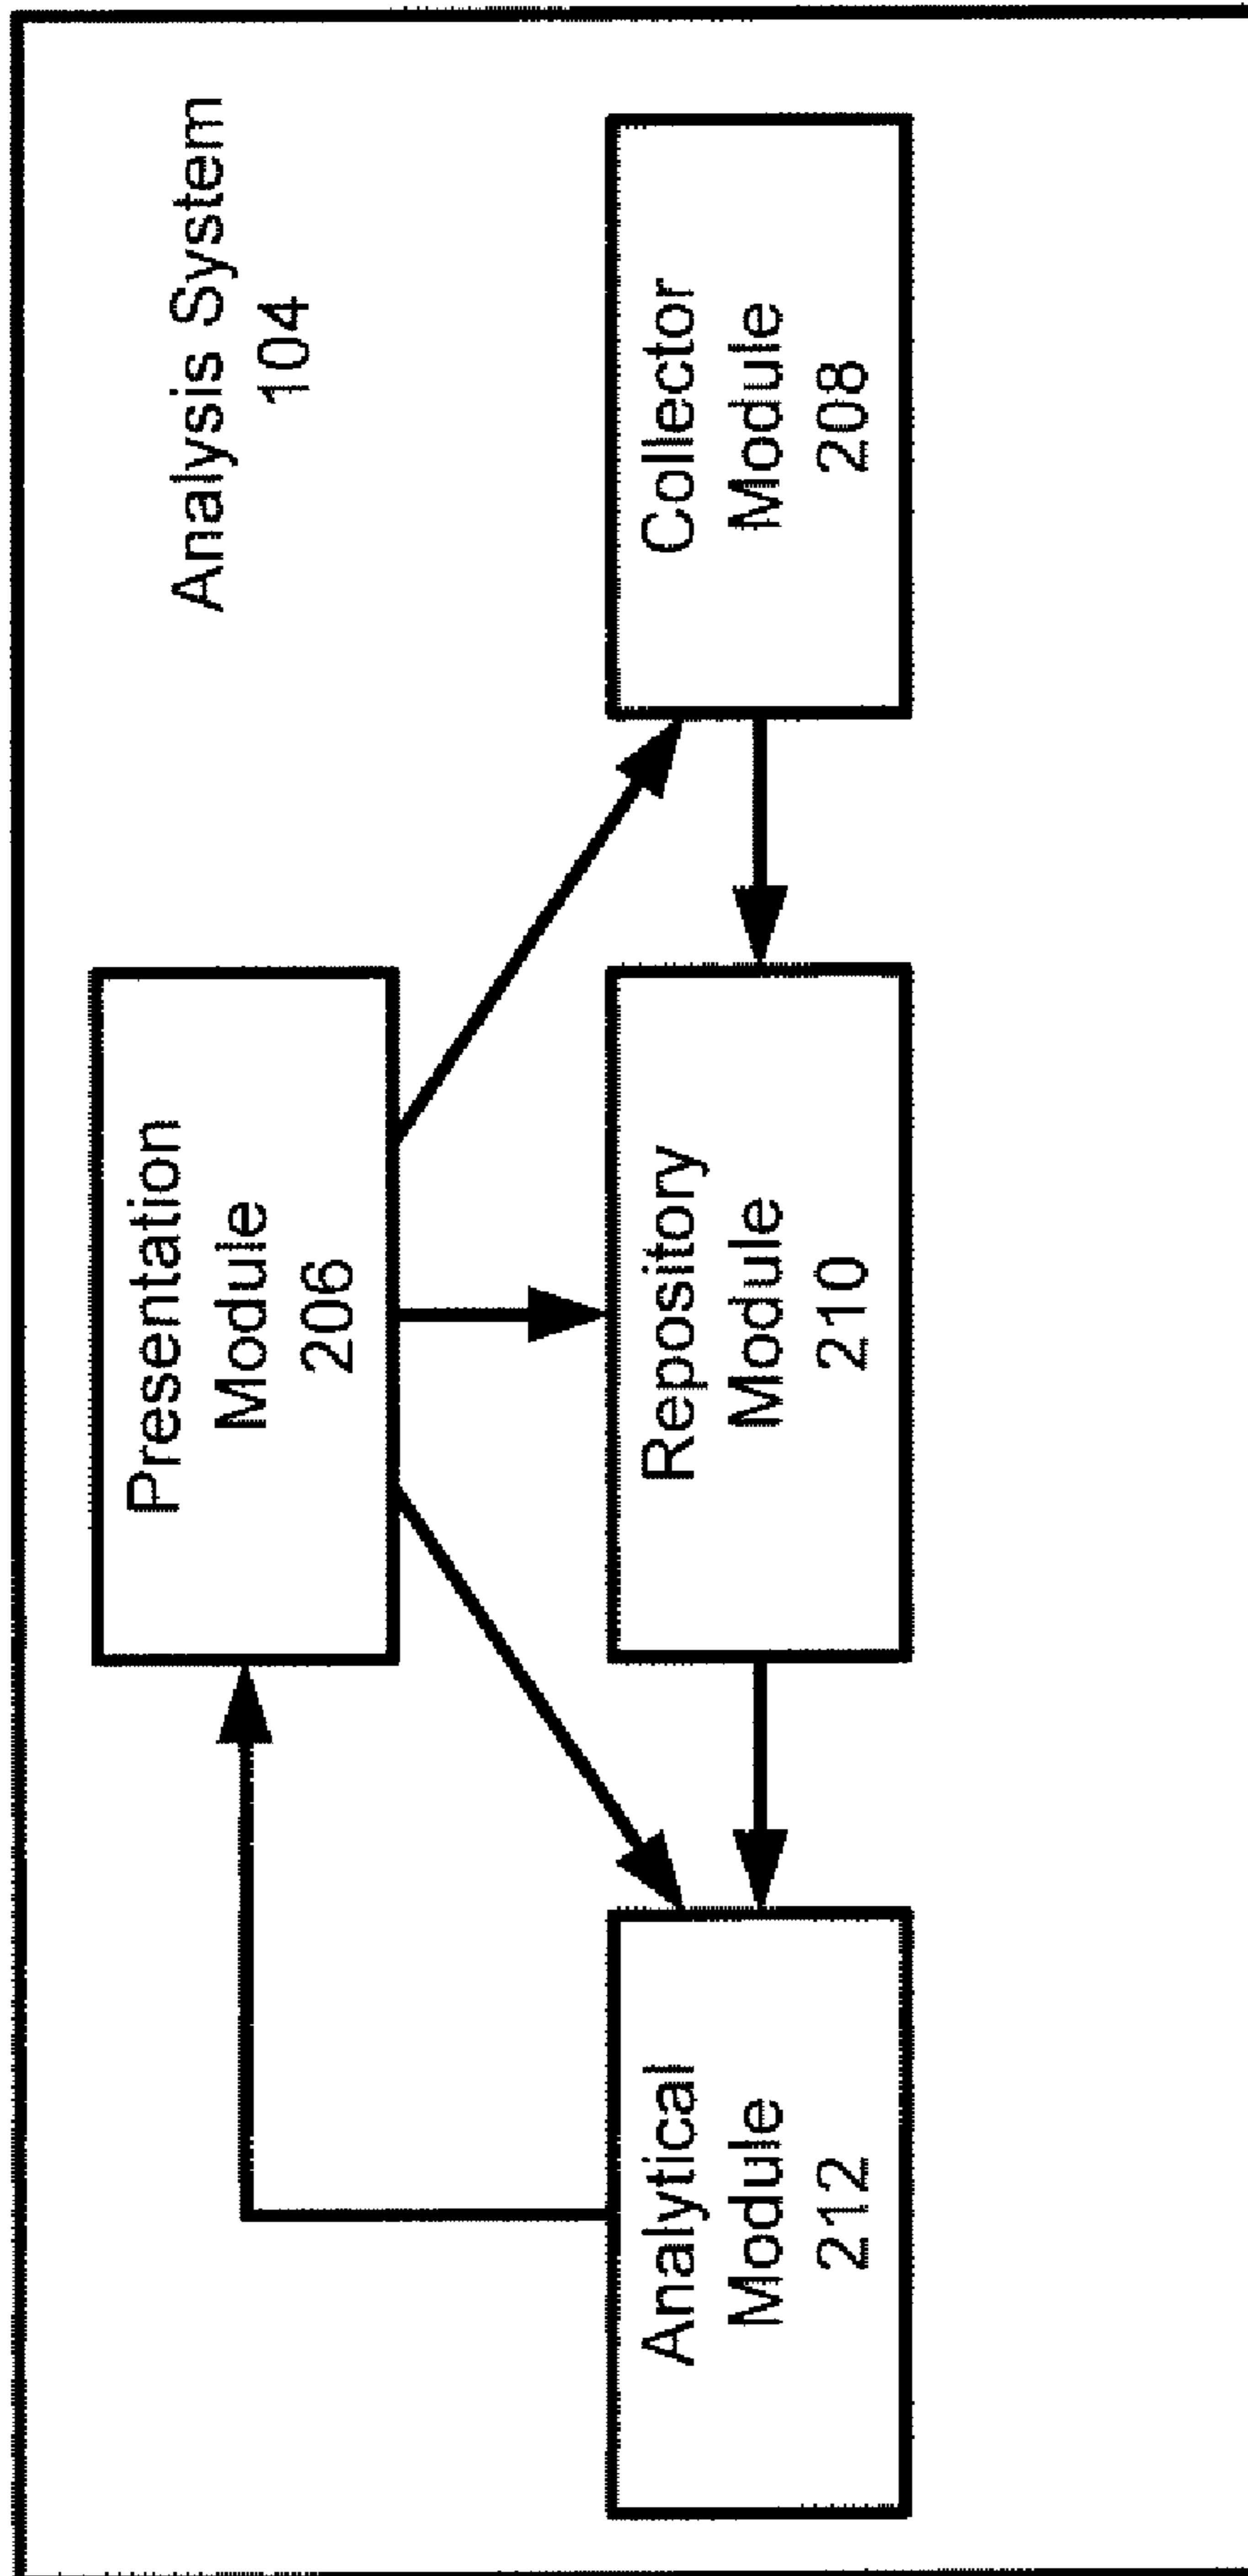 Analysis System
104
Presentation
Module
206
Analytical
Module
212
Repository
Module
210
Collector
Module
208